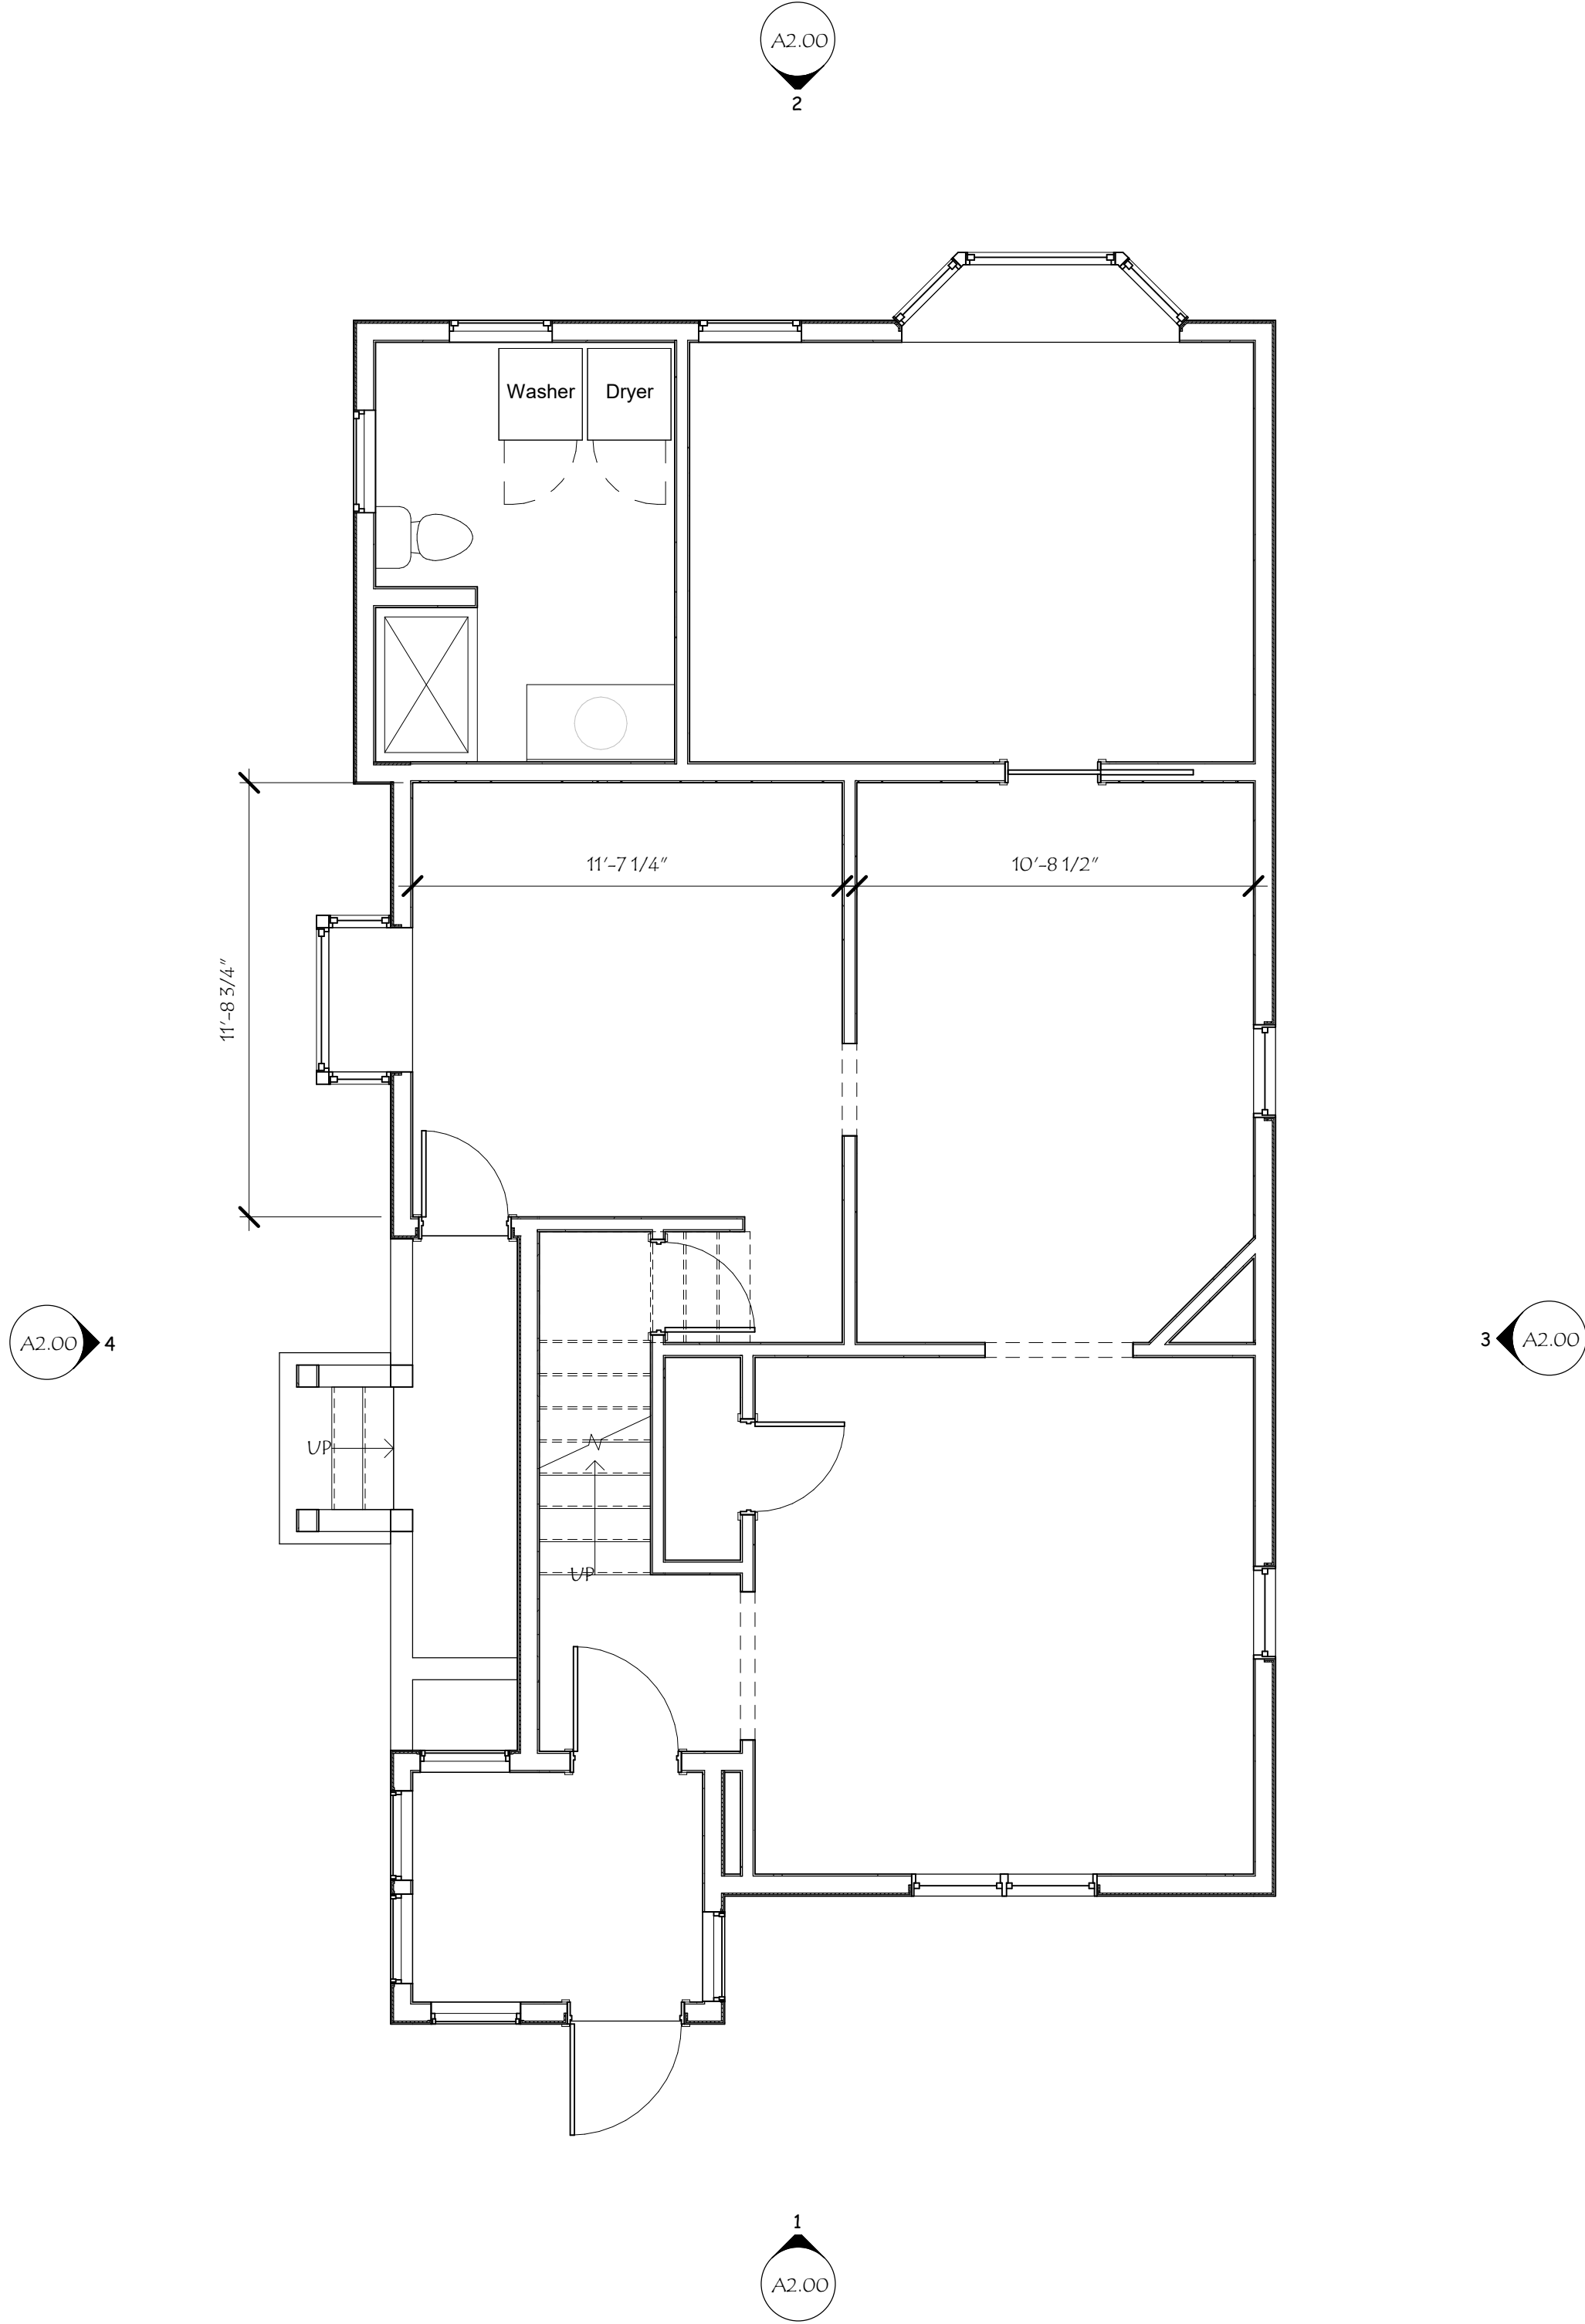 A2.00
2
Washer
Dryer
11'-7 1/4"
10'-8 1/2"
11'-8 3/4"
A2.00
4
3
A2.00
UP
UP
1
A2.00